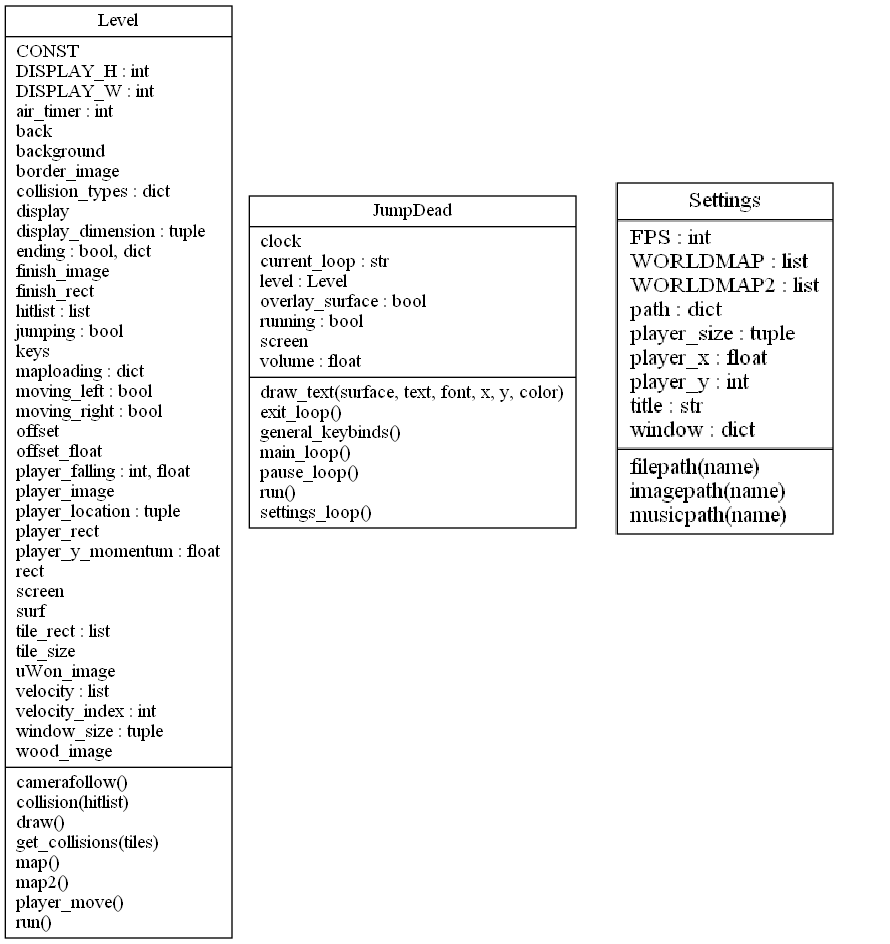 Level
CONST
DISPLAY_H : int
DISPLAY_W : int
air_timer : int
back
background
border_image
collision_types : dict
display
display_dimension : tuple
ending : bool, dict
finish_image
finish_rect
hitlist : list
jumping : bool
keys
maploading : dict
moving_left : bool
moving_right : bool
offset
offset_float
player_falling : int, float
player_image
player_location : tuple
player_rect
player_y_momentum : float
rect
screen
surf
tile_rect : list
tile_size
uWon_image
velocity : list
velocity_index : int
window_size : tuple
wood_image
camerafollow()
collision(hitlist)
draw()
get_collisions(tiles)
map()
map2()
player_move()
run()
JumpDead
clock
current_loop : str
level : Level
overlay_surface : bool
running : bool
screen
volume : float
draw_text(surface, text, font, x, y, color)
exit_loop()
general_keybinds()
main_loop()
pause_loop()
run()
settings_loop()
Settings
FPS : int
WORLDMAP : list
WORLDMAP2 : list
path : dict
player_size : tuple
player_x : float
player_y : int
title : str
window : dict
filepath(name)
imagepath(name)
musicpath(name)